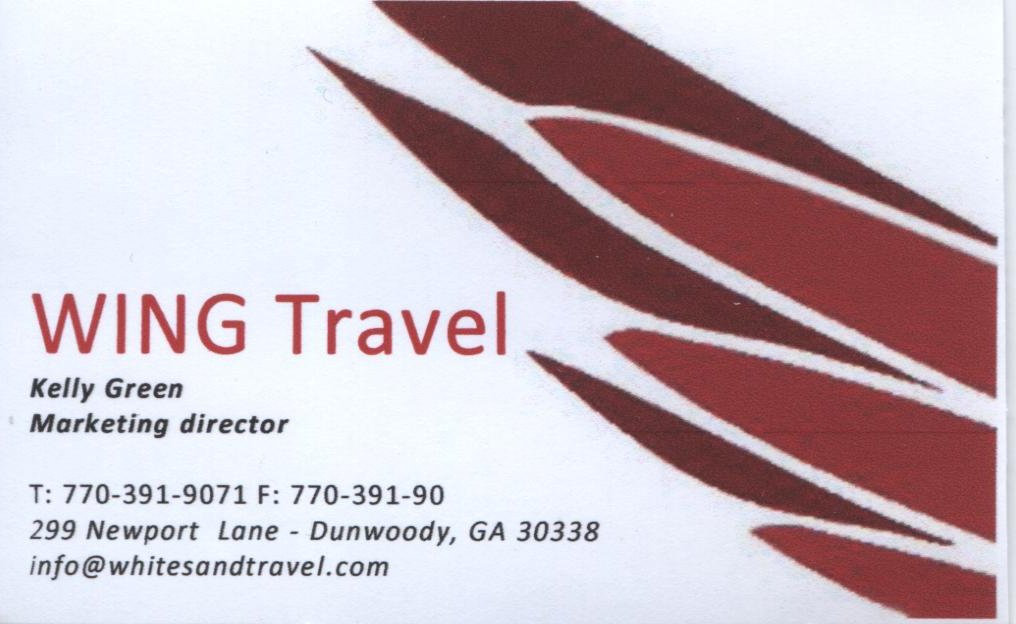 WING Travel
Kelly Green
Marketing director
T: 770-391-9071 F: 770-391-90
299 Newport Lane - Dunwoody, GA 30338
info@whitesandtravel.com